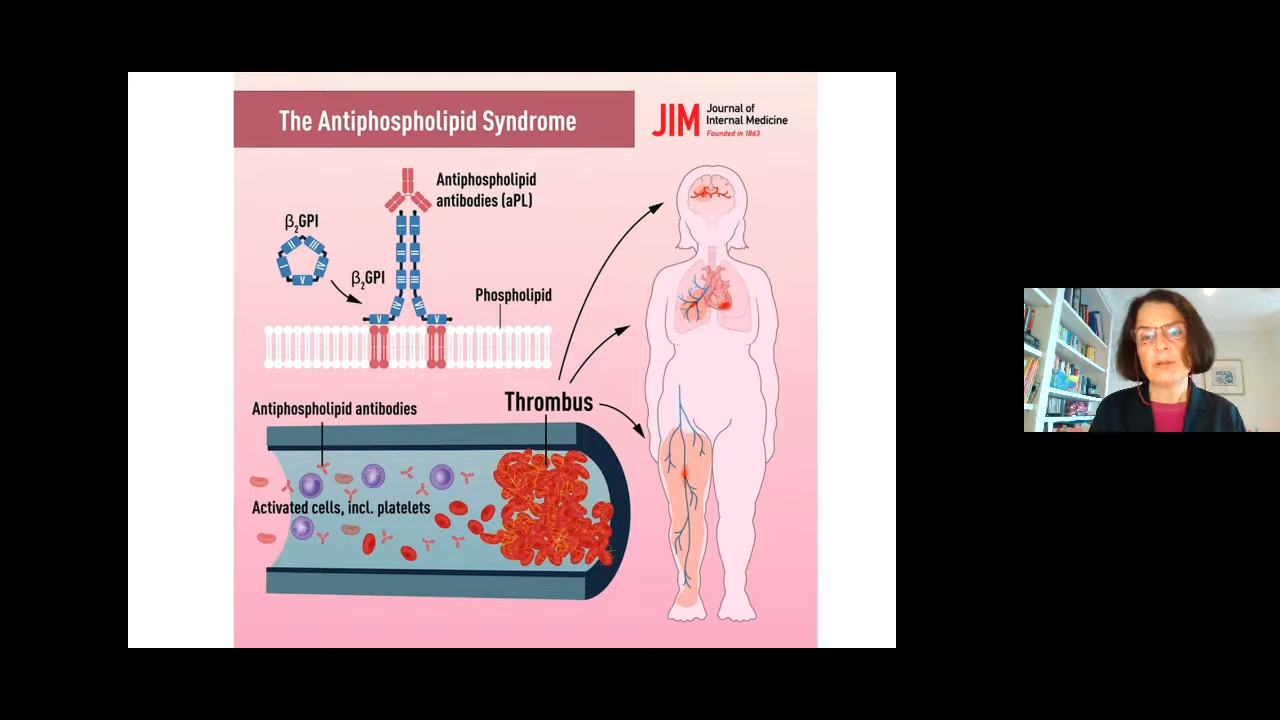 The Antiphospholipid Syndrome
JIM
Journal of
Internal Medicine
Founded in 1863
Antiphospholipid
antibodies (aPL)
β₂GPI
β₂GPI
Phospholipid
Thrombus
Antiphospholipid antibodies
Activated cells, incl. platelets